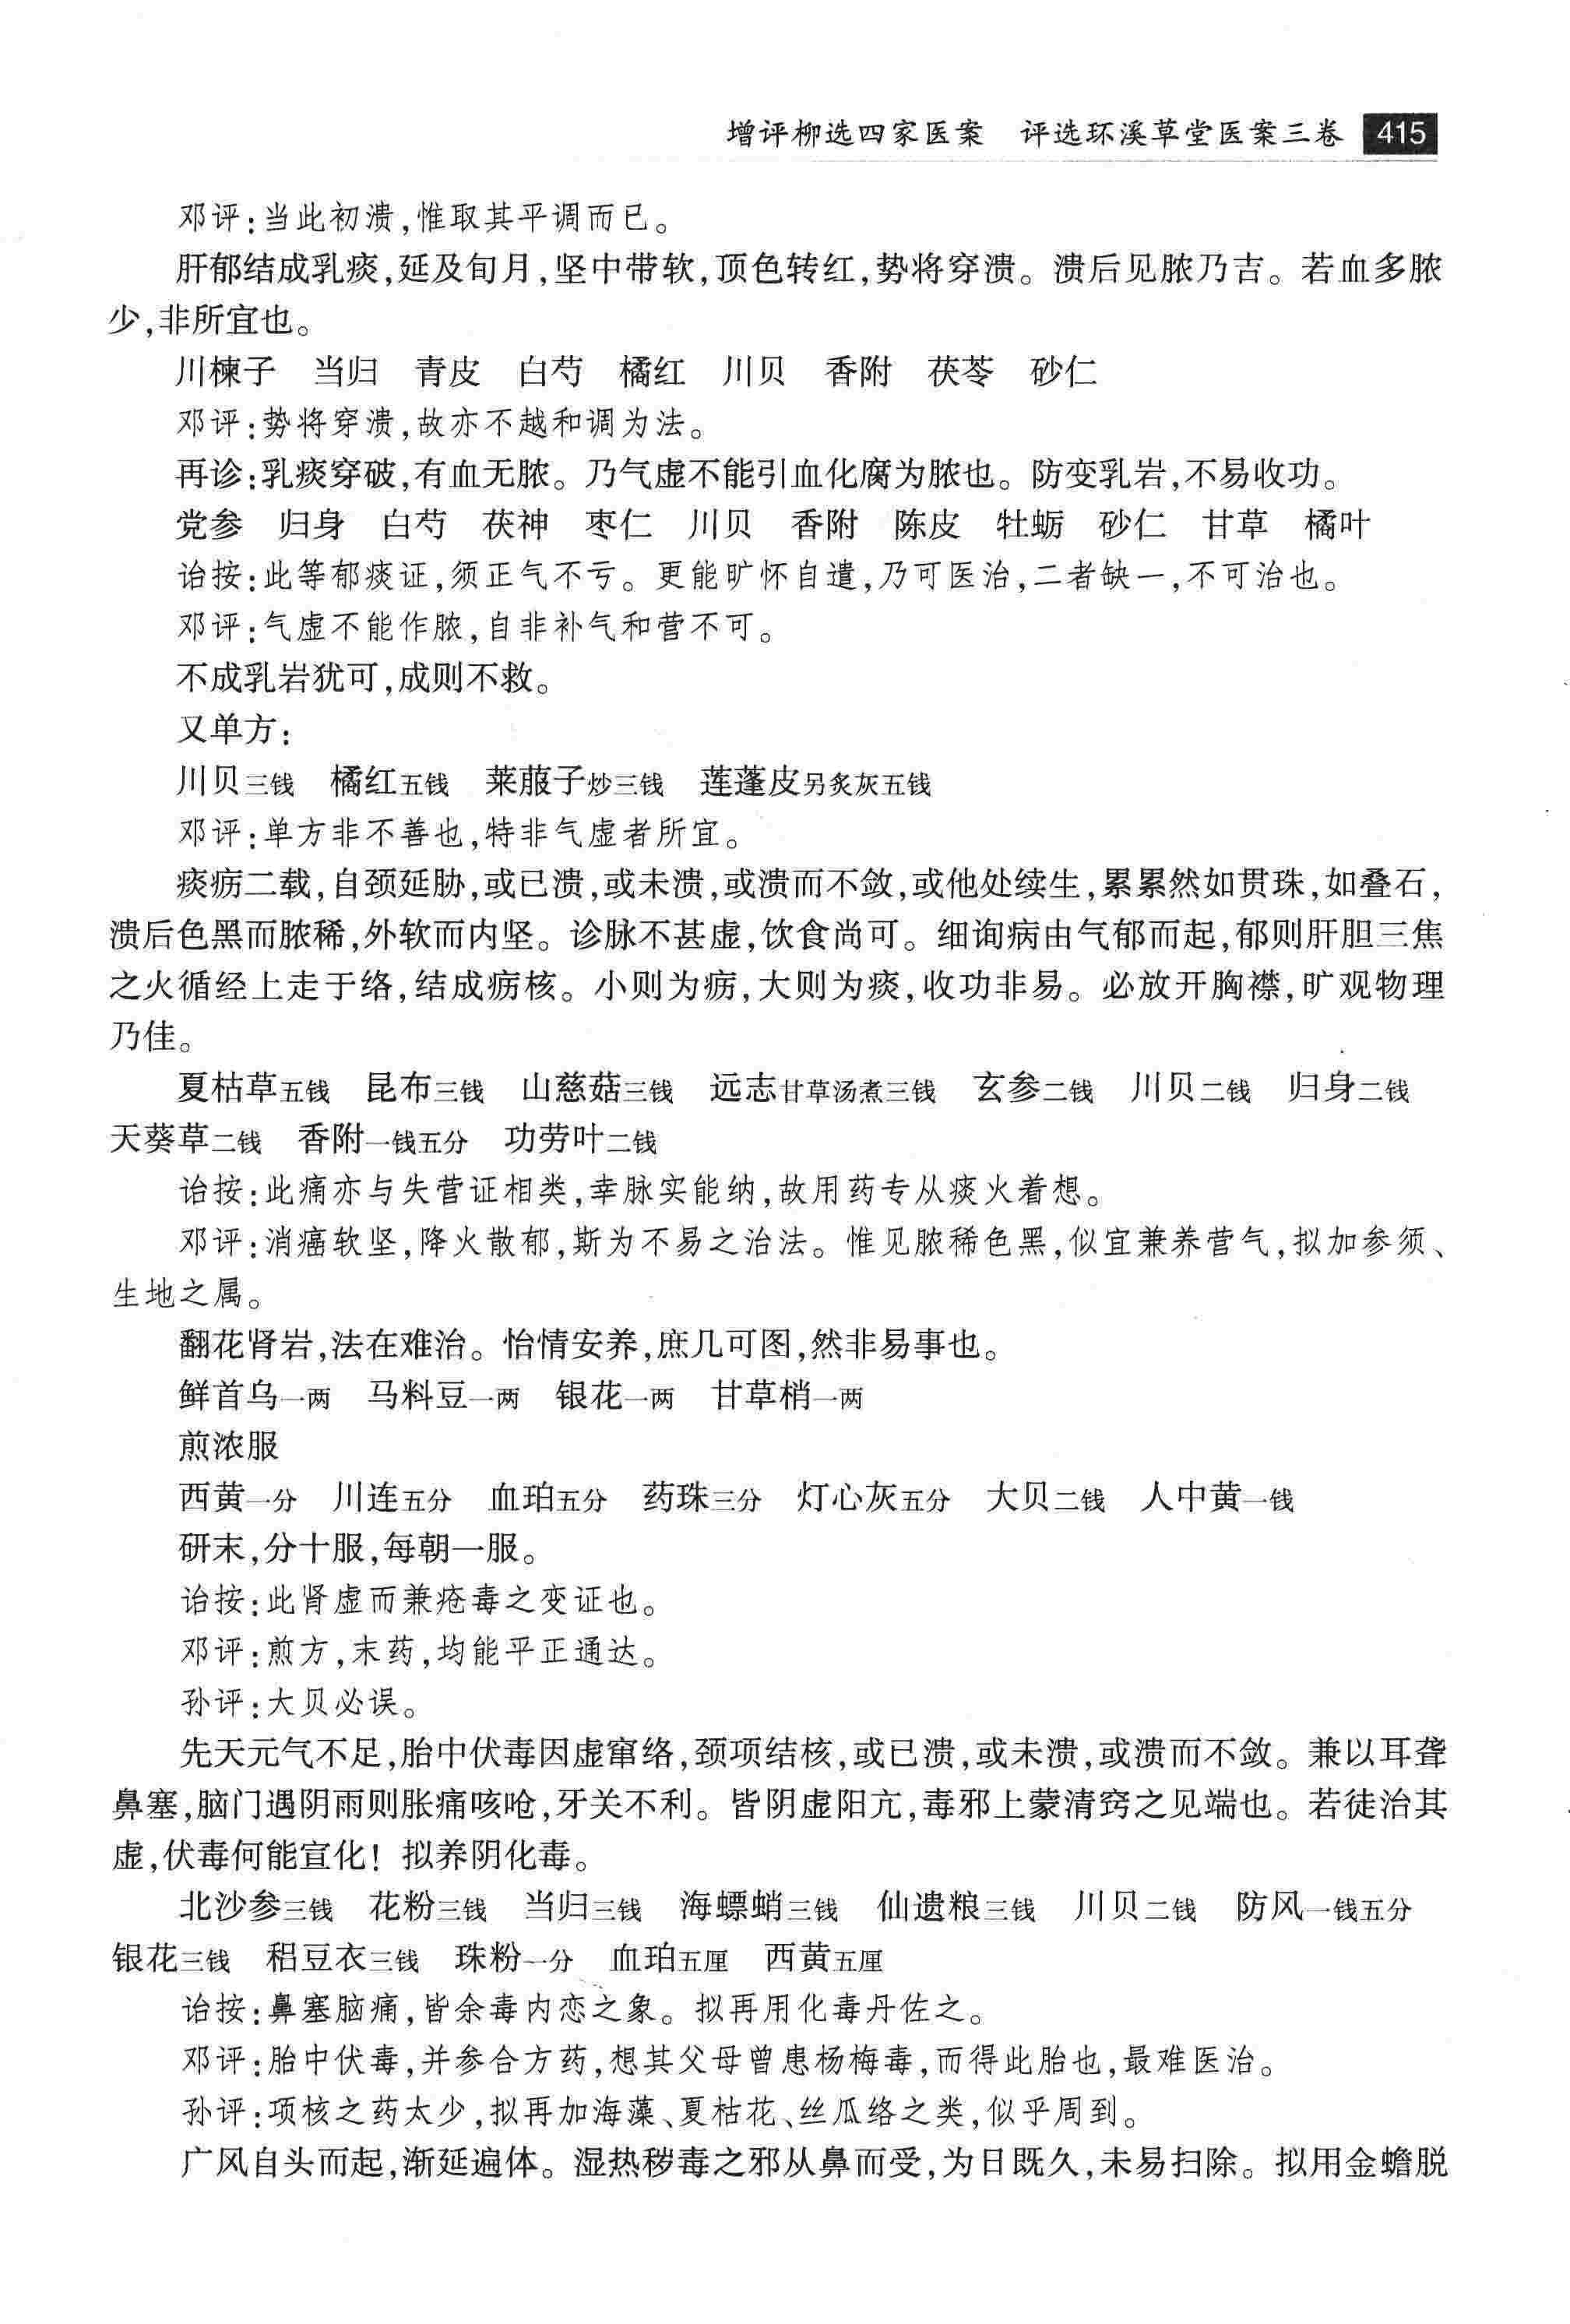 增评柳选四家医案　评选环溪草堂医案三卷 415
邓评：当此初溃，惟取其平调而已。
肝郁结成乳痰，延及旬月，坚中带软，顶色转红，势将穿溃。溃后见脓乃吉。若血多脓
少，非所宜也。
川楝子　当归　青皮　白芍　橘红　川贝　香附　茯苓　砂仁
邓评：势将穿溃，故亦不越和调为法。
再诊：乳痰穿破，有血无脓。乃气虚不能引血化腐为脓也。防变乳岩，不易收功。
党参　归身　白芍　茯神　枣仁　川贝　香附　陈皮　牡蛎　砂仁　甘草　橘叶
诒按：此等郁痰证，须正气不亏。更能旷怀自遣，乃可医治，二者缺一，不可治也。
邓评：气虚不能作脓，自非补气和营不可。
不成乳岩犹可，成则不救。
又单方：
川贝三钱　橘红五钱　莱菔子炒三钱　莲蓬皮另炙灰五钱
邓评：单方非不善也，特非气虚者所宜。
痰疬二载，自颈延胁，或已溃，或未溃，或溃而不敛，或他处续生，累累然如贯珠，如叠石，
溃后色黑而脓稀，外软而内坚。诊脉不甚虚，饮食尚可。细询病由气郁而起，郁则肝胆三焦
之火循经上走于络，结成疬核。小则为疬，大则为痰，收功非易。必放开胸襟，旷观物理
乃佳。
夏枯草五钱　昆布三钱　山慈菇三钱　远志甘草汤煮三钱　玄参二钱　川贝二钱　归身二钱
天葵草二钱　香附一钱五分　功劳叶二钱
诒按：此痛亦与失营证相类，幸脉实能纳，故用药专从痰火着想。
邓评：消痞软坚，降火散郁，斯为不易之治法。惟见脓稀色黑，似宜兼养营气，拟加参须、
生地之属。
翻花肾岩，法在难治。怡情安养，庶几可图，然非易事也。
鲜首乌一两　马料豆一两　银花一两　甘草梢一两
煎浓服
西黄一分　川连五分　血珀五分　药珠三分　灯心灰五分　大贝二钱　人中黄一钱
研末，分十服，每朝一服。
诒按：此肾虚而兼疮毒之变证也。
邓评：煎方，末药，均能平正通达。
孙评：大贝必误。
先天元气不足，胎中伏毒因虚窜络，颈项结核，或已溃，或未溃，或溃而不敛。兼以耳聋
鼻塞，脑门遇阴雨则胀痛咳呛，牙关不利。皆阴虚阳亢，毒邪上蒙清窍之见端也。若徒治其
虚，伏毒何能宣化！拟养阴化毒。
北沙参三钱　花粉三钱　当归三钱　海螵蛸三钱　仙遗粮三钱　川贝二钱　防风一钱五分
银花三钱　稆豆衣三钱　珠粉一分　血珀五厘　西黄五厘
诒按：鼻塞脑痛，皆余毒内恋之象。拟再用化毒丹佐之。
邓评：胎中伏毒，并参合方药，想其父母曾患杨梅毒，而得此胎也，最难医治。
孙评：项核之药太少，拟再加海藻、夏枯花、丝瓜络之类，似乎周到。
广风自头而起，渐延遍体。湿热秽毒之邪从鼻而受，为日既久，未易扫除。拟用金蟾脱